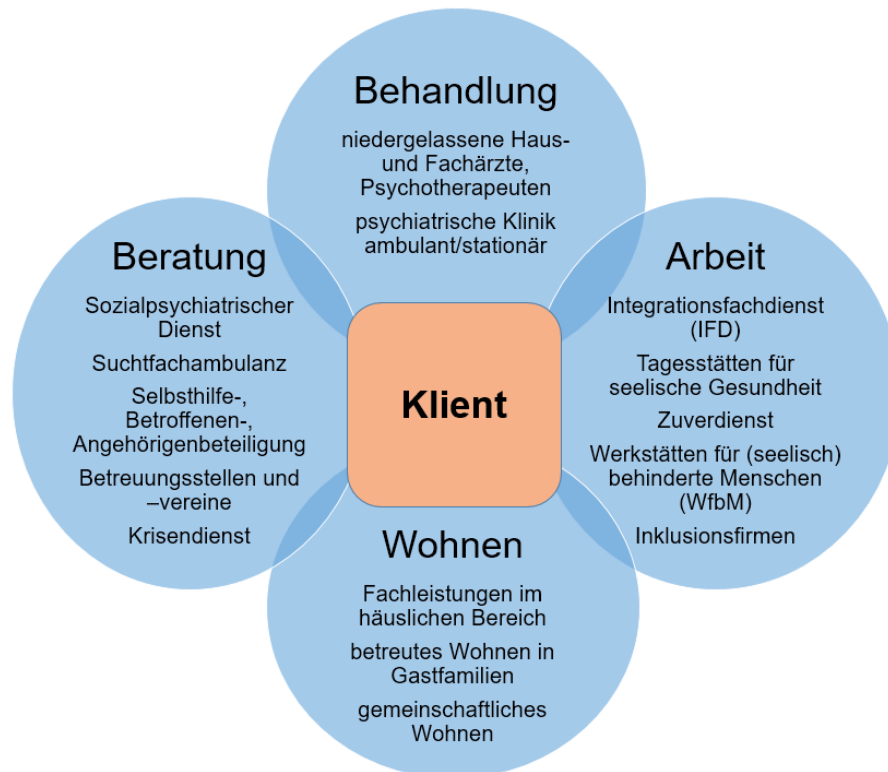 Behandlung
niedergelassene Haus-
und Fachärzte,
Psychotherapeuten
psychiatrische Klinik
ambulant/stationär
Beratung
Sozialpsychiatrischer
Dienst
Suchtfachambulanz
Selbsthilfe-,
Betroffenen-,
Angehörigenbeteiligung
Betreuungsstellen und
–vereine
Krisendienst
Klient
Arbeit
Integrationsfachdienst
(IFD)
Tagesstätten für
seelische Gesundheit
Zuverdienst
Werkstätten für (seelisch)
behinderte Menschen
(WfbM)
Inklusionsfirmen
Wohnen
Fachleistungen im
häuslichen Bereich
betreutes Wohnen in
Gastfamilien
gemeinschaftliches
Wohnen